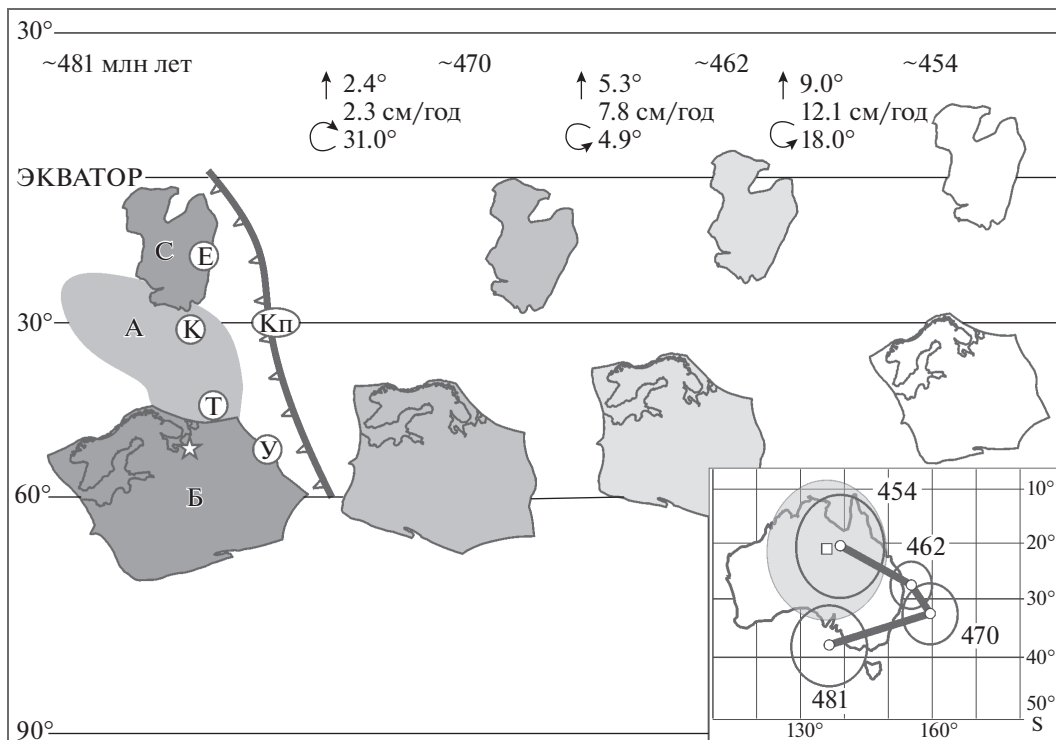 30°
~481 млн лет
~470
~462
~454
2.4°
2.3 см/год
31.0°
5.3°
7.8 см/год
4.9°
9.0°
12.1 см/год
18.0°
ЭКВАТОР
С
Е
А
К
Кп
30°
Т
У
Б
60°
90°
454
462
470
481
10°
20°
30°
40°
50°
S
130°
160°